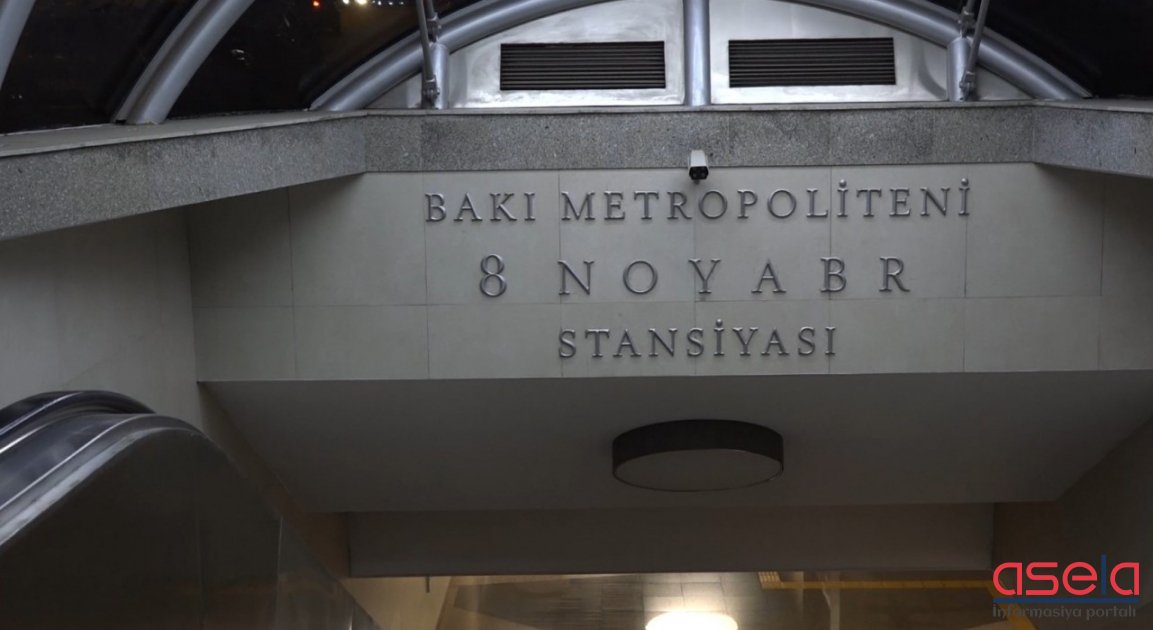 BAKI METROPOLİTENİ
8 NOYABR
STANSİYASI
asela
İnformasiya portalı